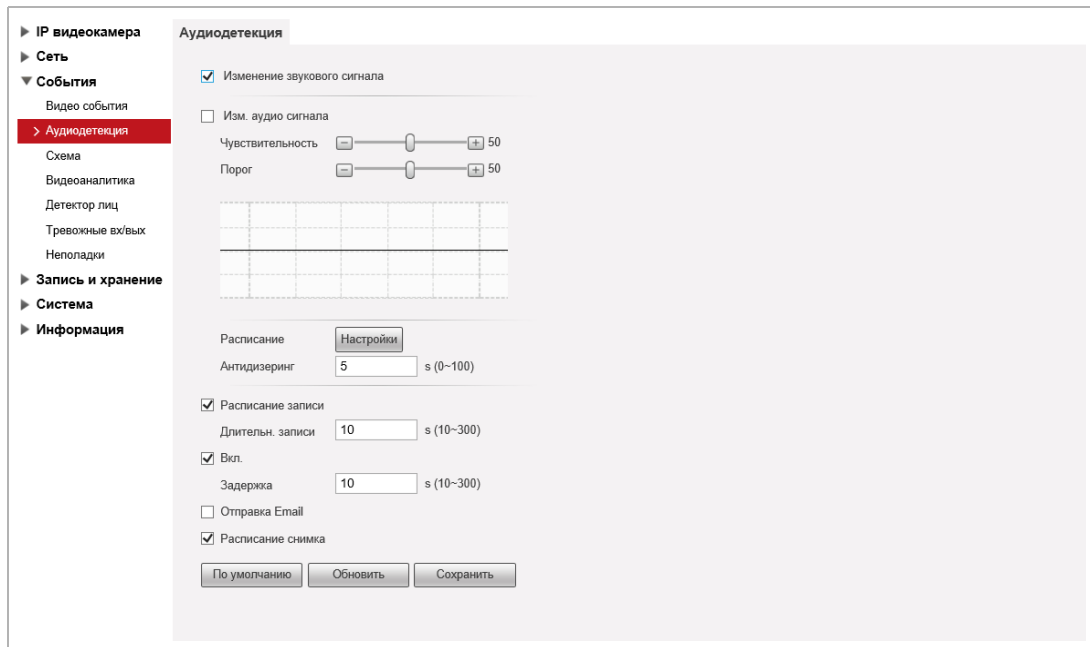 IP видеокамера
Сеть
События
Видео события
Аудиодетекция
Схема
Видеоаналитика
Детектор лиц
Тревожные вх/вых
Неполадки
Запись и хранение
Система
Информация
Аудиодетекция
Изменение звукового сигнала
Изм. аудио сигнала
Чувствительность 50
Порог 50
Расписание Настройки
Антидизеринг 5 s (0~100)
Расписание записи
Длительн. записи 10 s (10~300)
Вкл.
Задержка 10 s (10~300)
Отправка Email
Расписание снимка
По умолчанию Обновить Сохранить